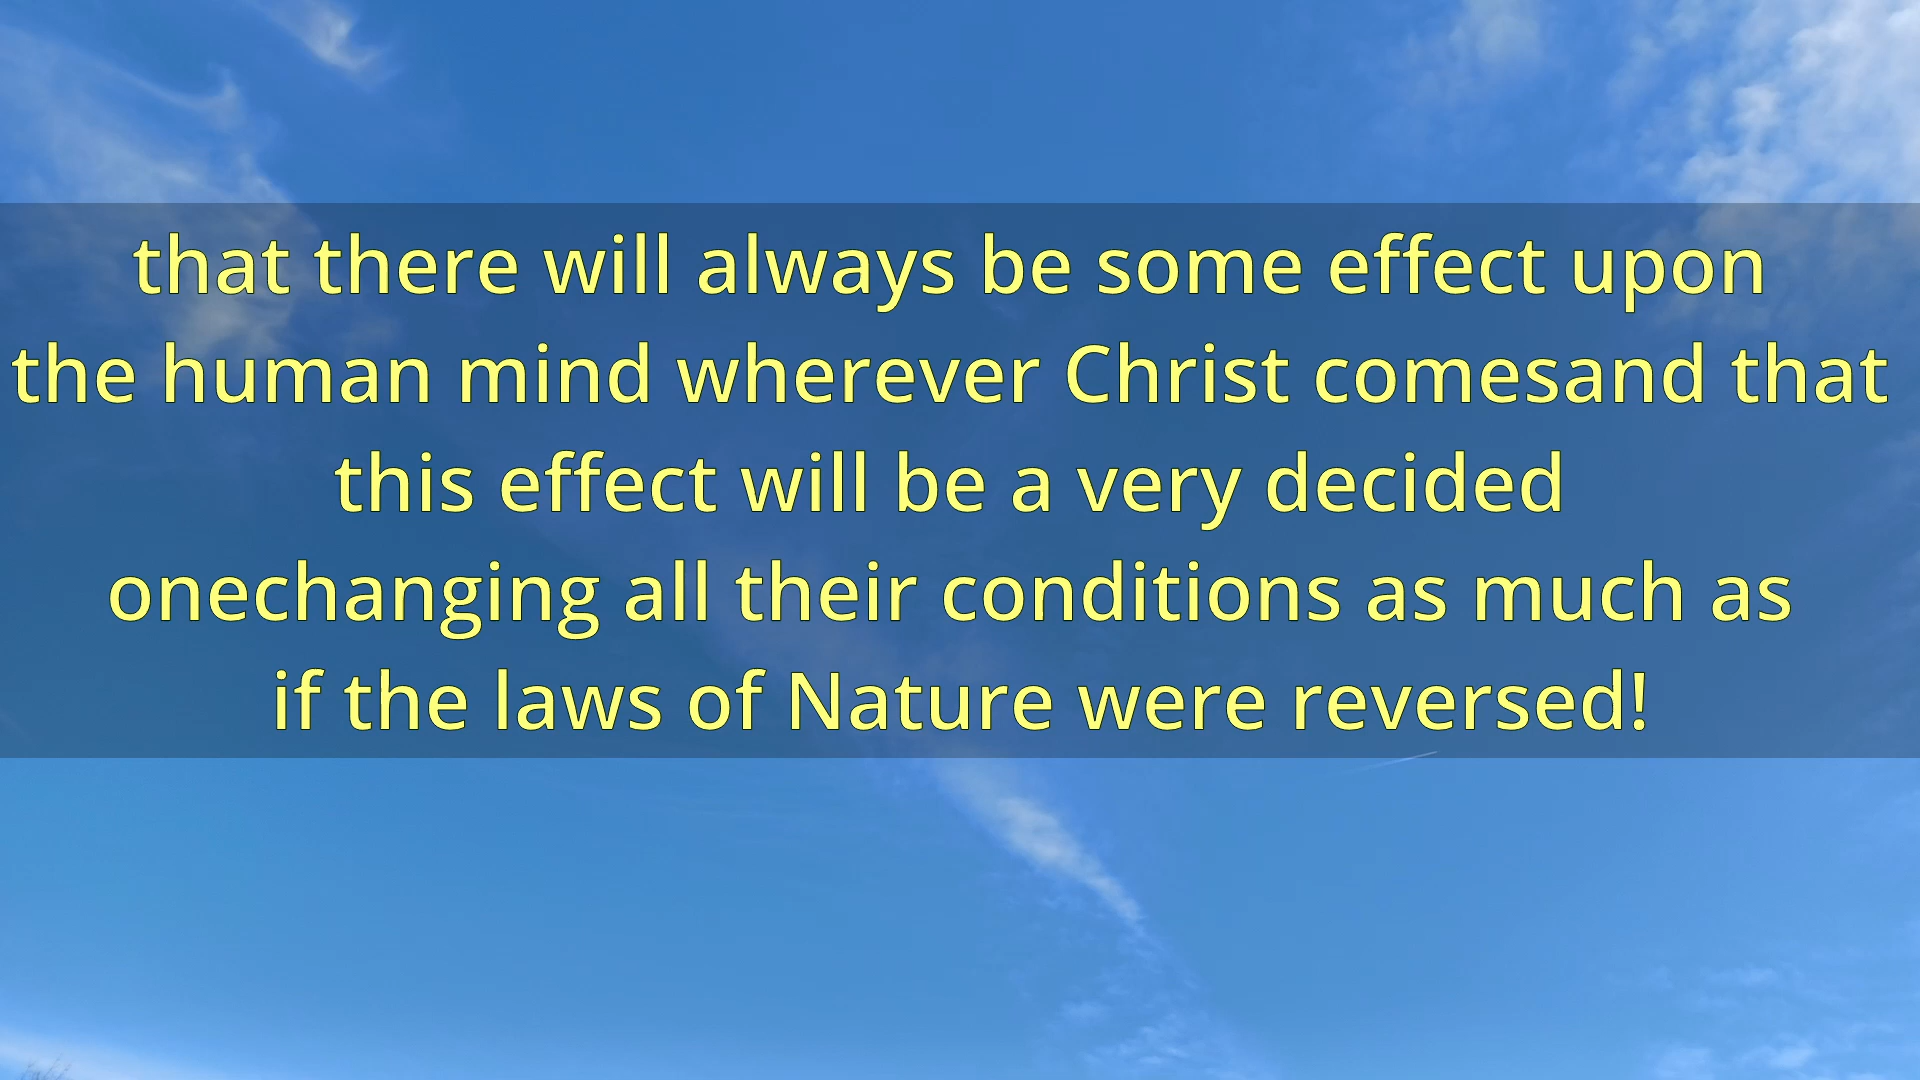 that there will always be some effect upon
the human mind wherever Christ comesand that
this effect will be a very decided
onechanging all their conditions as much as
if the laws of Nature were reversed!